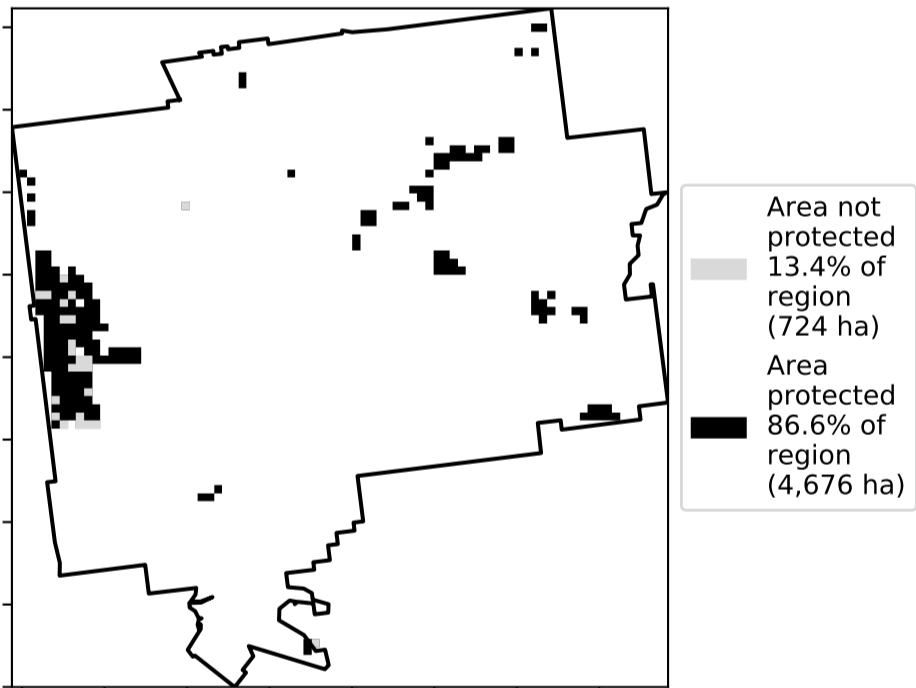 Area not
protected
13.4% of
region
(724 ha)
Area
protected
86.6% of
region
(4,676 ha)